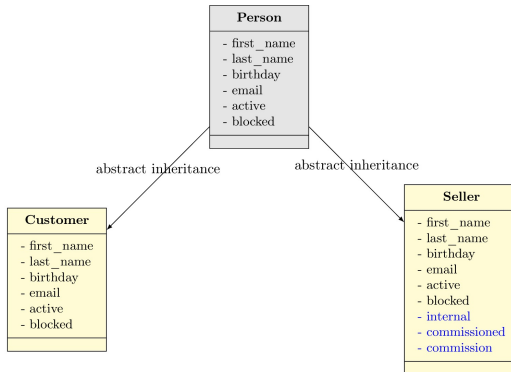 Person
- first_name
- last_name
- birthday
- email
- active
- blocked
abstract inheritance
abstract inheritance
Customer
- first_name
- last_name
- birthday
- email
- active
- blocked
Seller
- first_name
- last_name
- birthday
- email
- active
- blocked
- internal
- commissioned
- commission